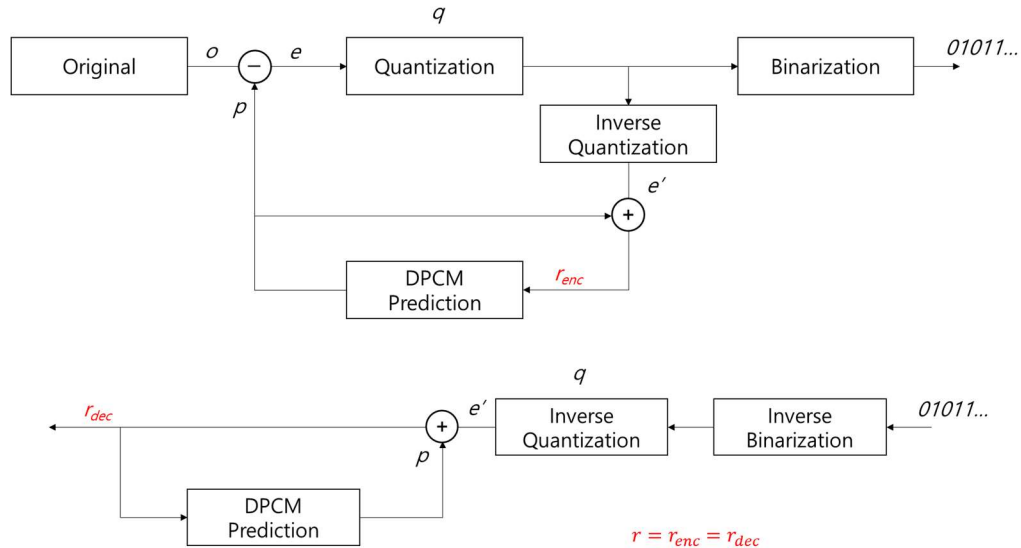 q
Original
o
−
e
Quantization
Binarization
01011...
p
Inverse
Quantization
e'
+
DPCM
Prediction
r_enc
q
r_dec
+
e'
Inverse
Quantization
Inverse
Binarization
01011...
p
DPCM
Prediction
r = r_enc = r_dec